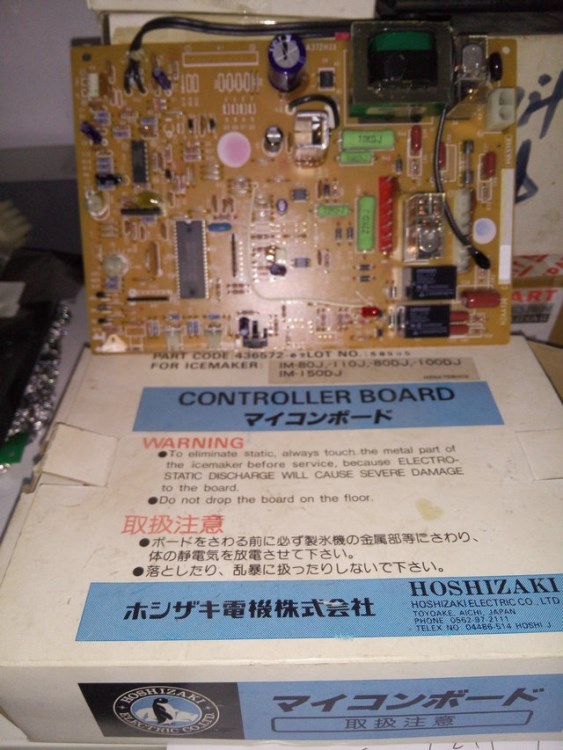 PART CODE 436572- LOT NO.:
FOR ICEMAKER: IM-80J,-110J,-80DJ,-100DJ
IM-150DJ
CONTROLLER BOARD
マイコンボード
WARNING
●To eliminate static, always touch the metal part of
the icemaker before service, because ELECTRO-
STATIC DISCHARGE WILL CAUSE SEVERE DAMAGE
to the board.
●Do not drop the board on the floor.
取扱注意
●ボードをさわる前に必ず製氷機の金属部等にさわり、
体の静電気を放電させて下さい。
●落としたり、乱暴に扱ったりしないで下さい。
ホシザキ電機株式会社
HOSHIZAKI
HOSHIZAKI ELECTRIC CO., LTD
TOYOAKE, AICHI, JAPAN
PHONE 0562-97-2111
TELEX NO 04486-514 HOSHI J
HOSHIZAKI
ELECTRIC CO.,LTD.
マイコンボード
取扱注意